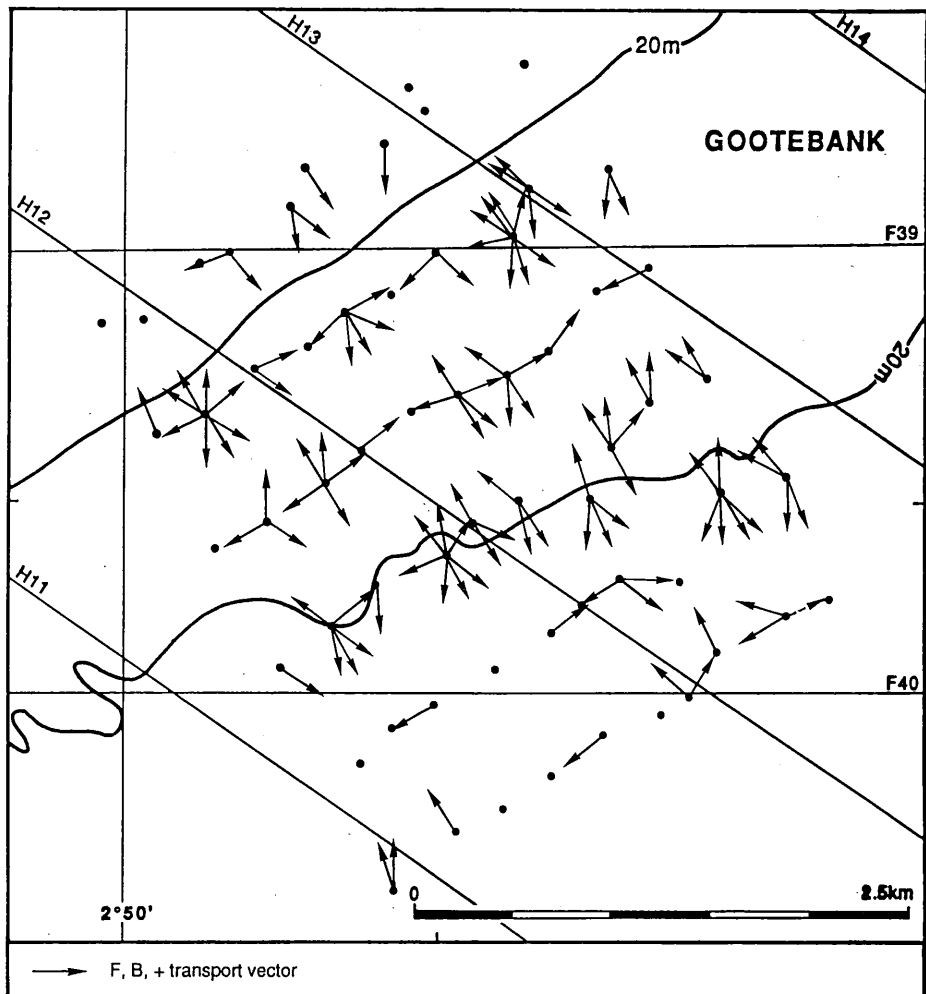 H13
H14
20m
GOOTEBANK
H12
F39
20m
H11
F40
2°50'
0
2.5km
F, B, + transport vector